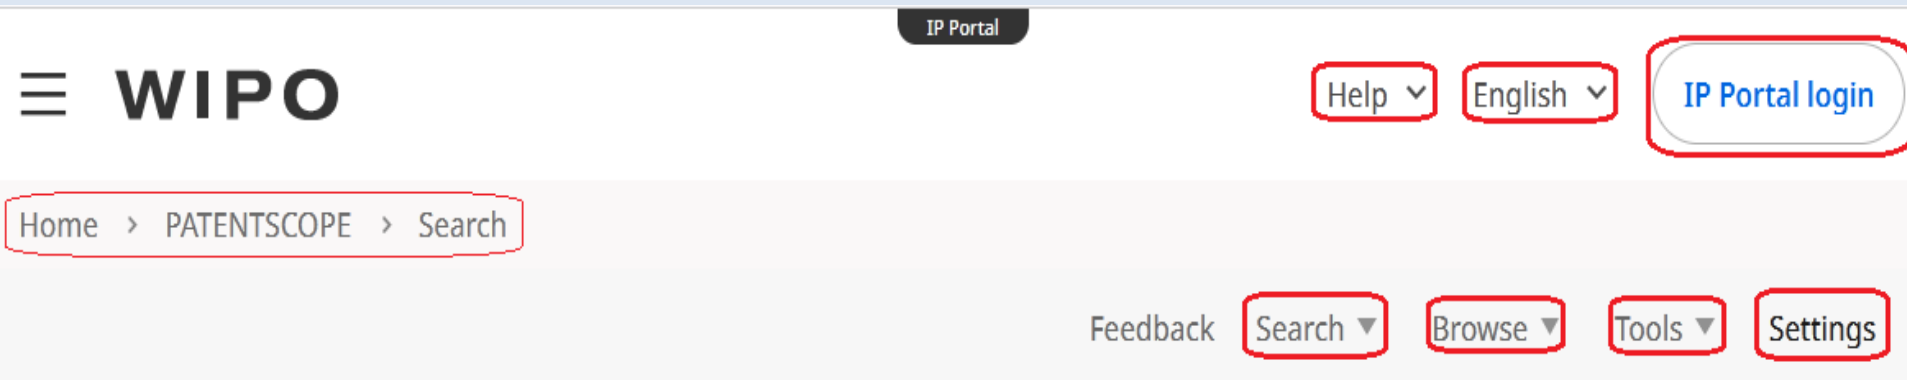 IP Portal
WIPO Help English IP Portal login
Home > PATENTSCOPE > Search
Feedback Search Browse Tools Settings